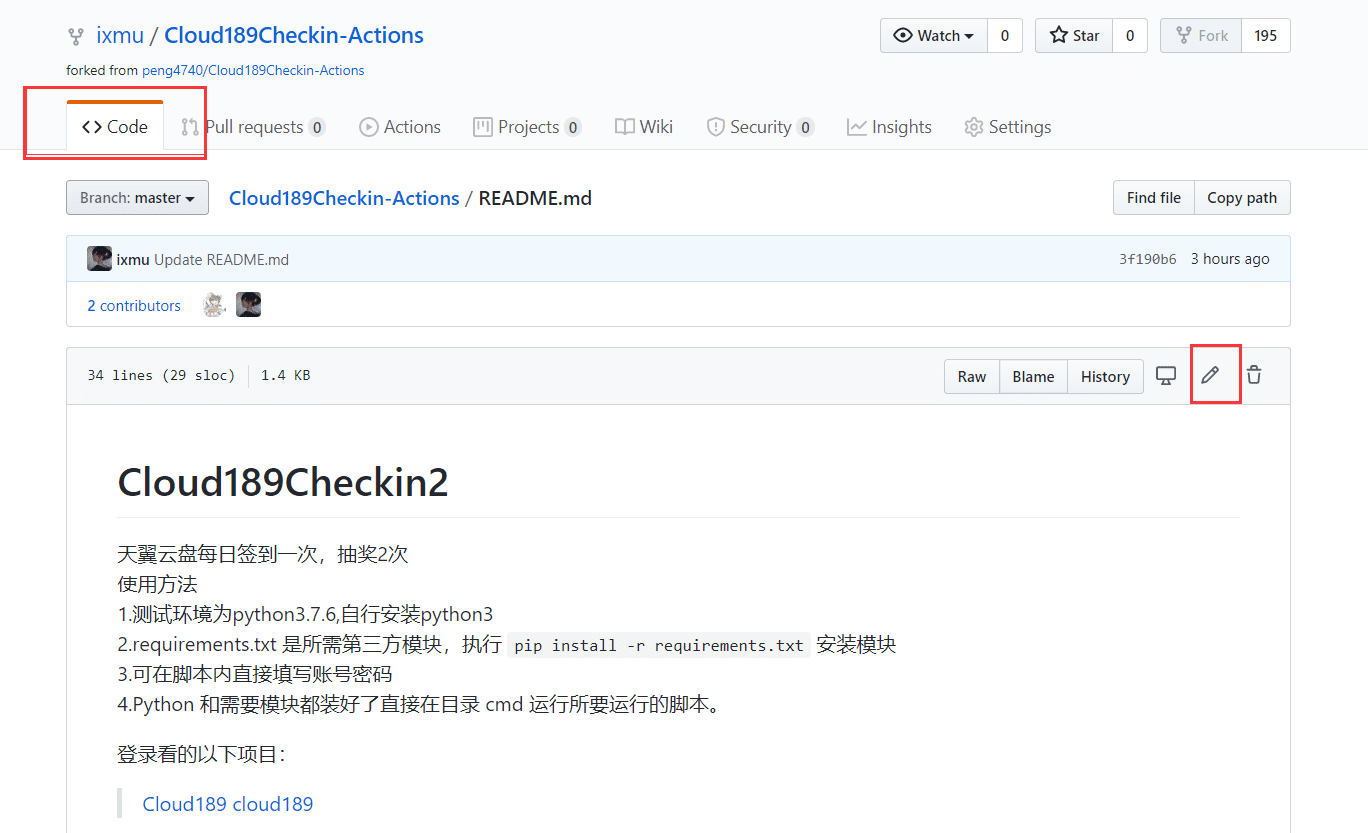 ixmu / Cloud189Checkin-Actions
Watch 0 Star 0 Fork 195
forked from peng4740/Cloud189Checkin-Actions
Code Pull requests 0 Actions Projects 0 Wiki Security 0 Insights Settings
Branch: master Cloud189Checkin-Actions / README.md Find file Copy path
ixmu Update README.md 3f190b6 3 hours ago
2 contributors
34 lines (29 sloc) 1.4 KB Raw Blame History
Cloud189Checkin2
天翼云盘每日签到一次，抽奖2次
使用方法
1.测试环境为python3.7.6,自行安装python3
2.requirements.txt 是所需第三方模块，执行 pip install -r requirements.txt 安装模块
3.可在脚本内直接填写账号密码
4.Python 和需要模块都装好了直接在目录 cmd 运行所要运行的脚本。
登录看的以下项目：
Cloud189 cloud189